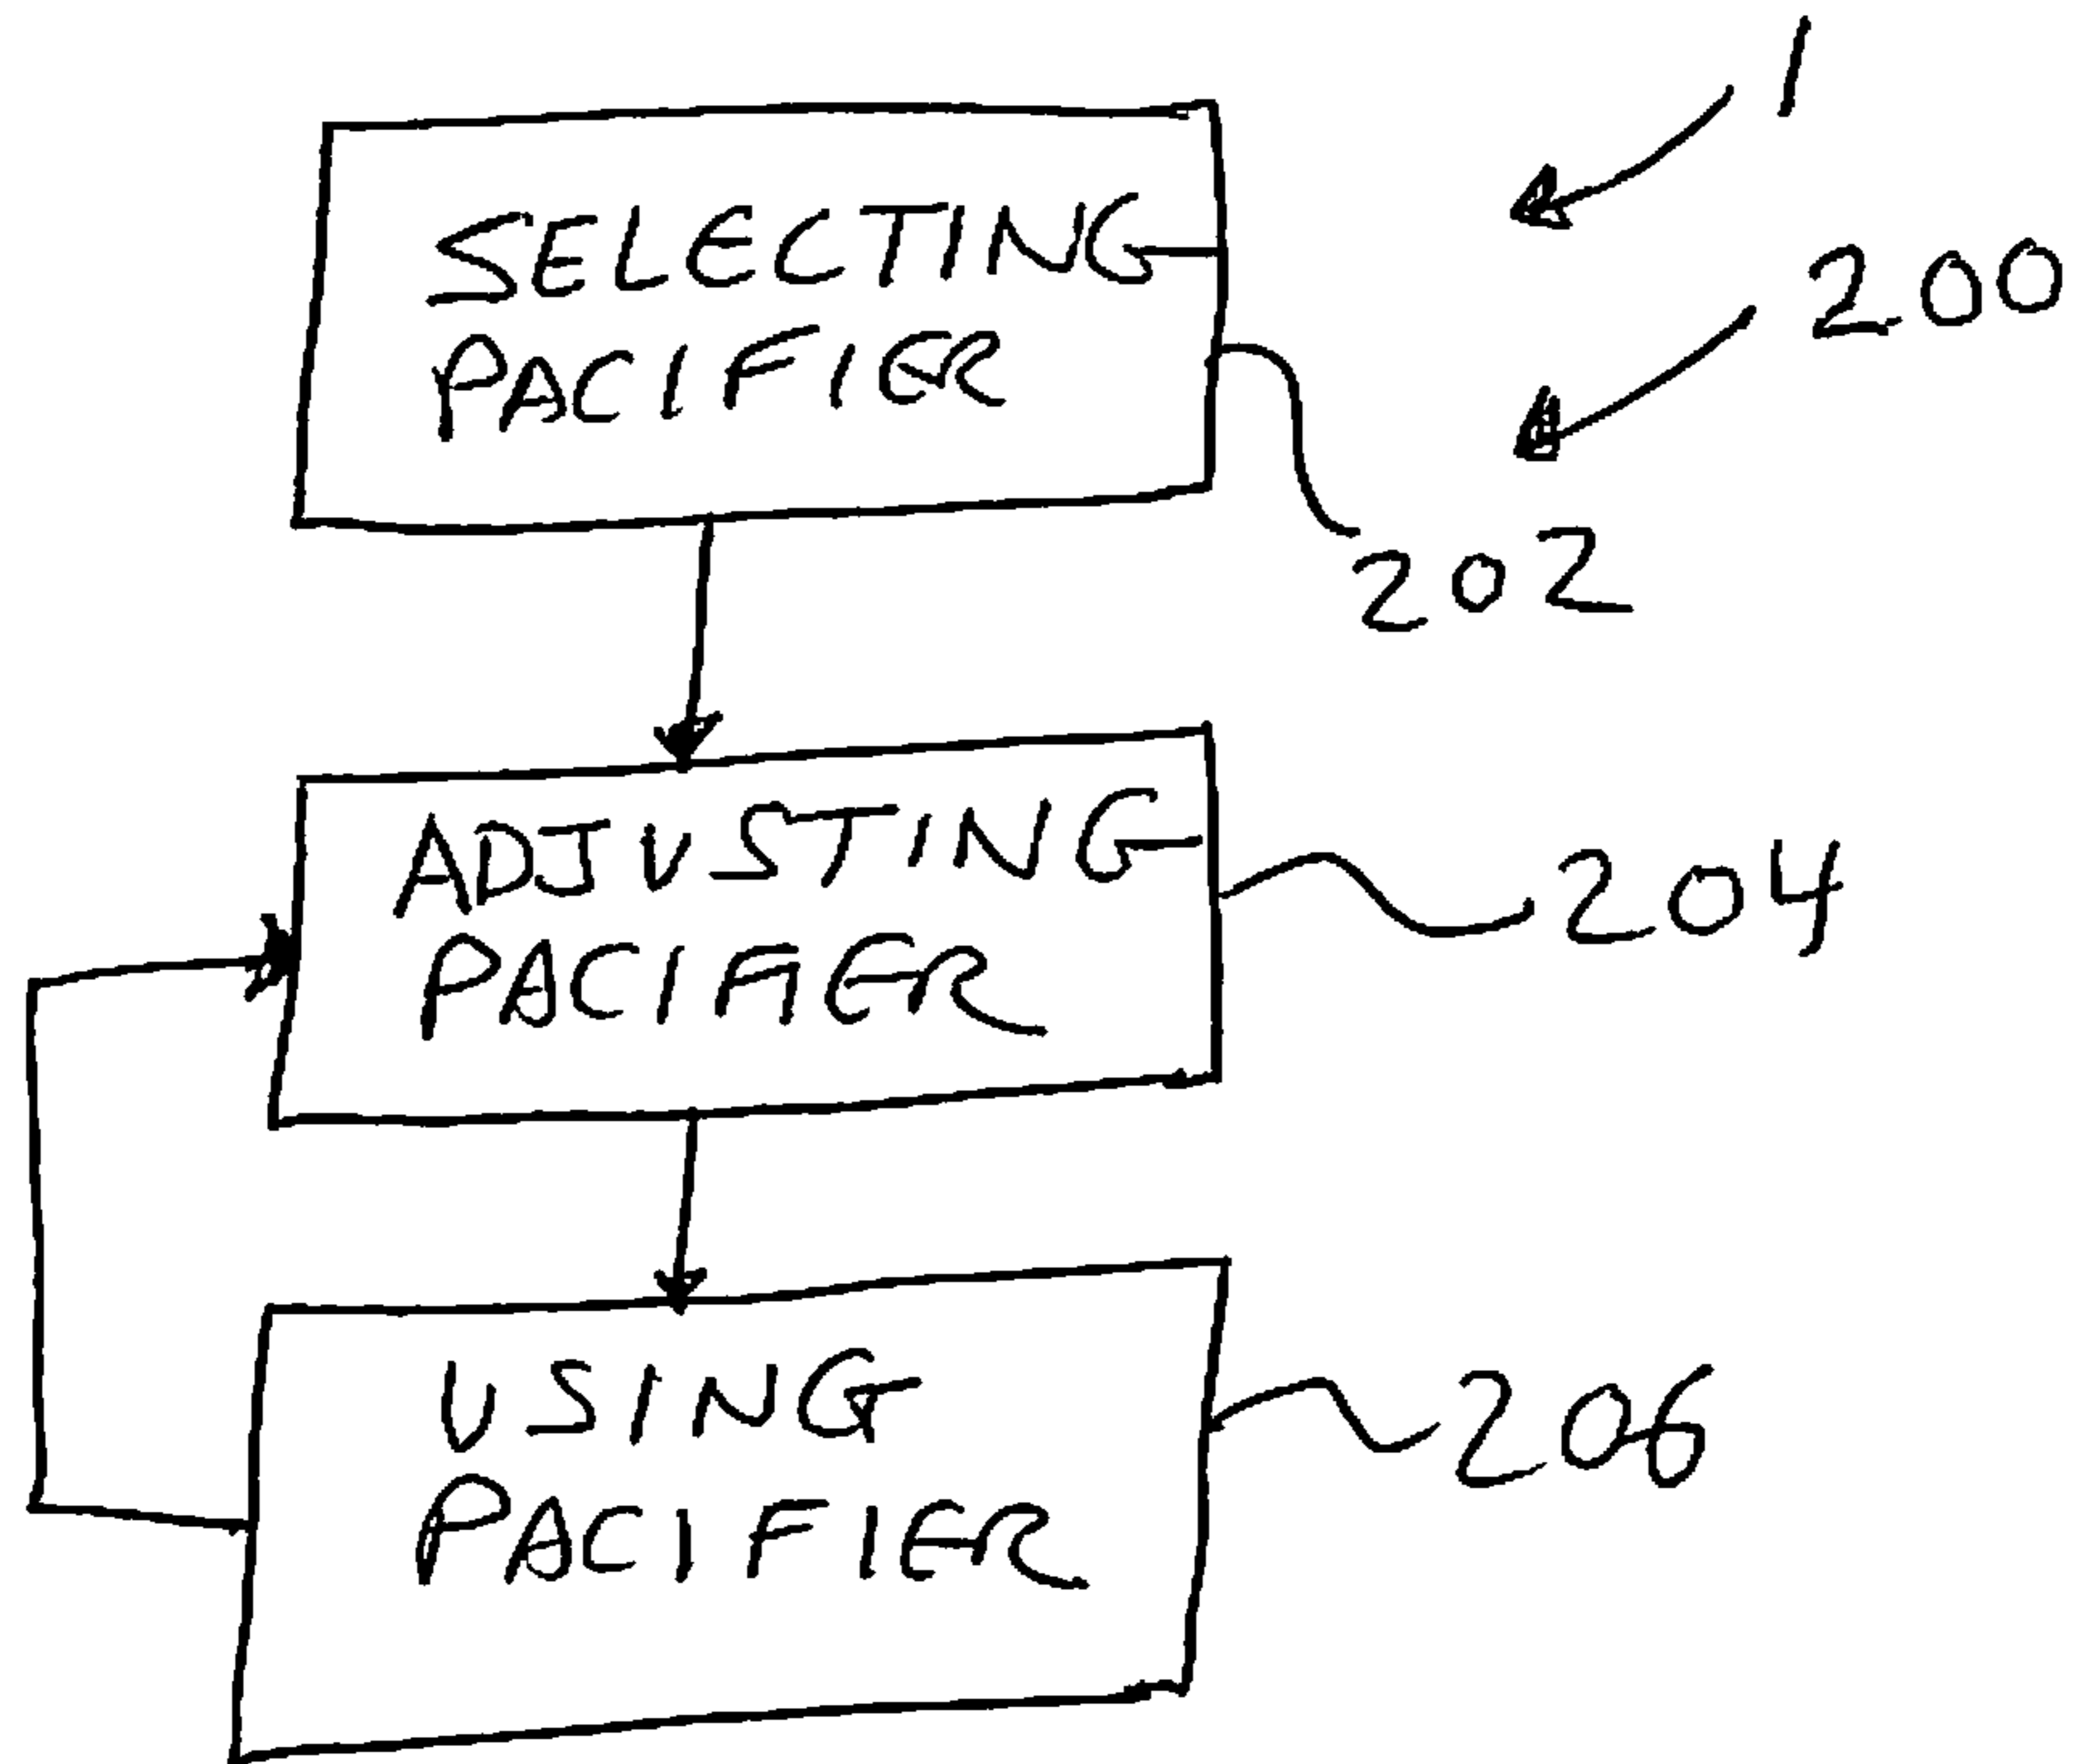 1
SELECTING
PACIFIER
200
202
ADJUSTING
PACIFIER
204
USING
PACIFIER
206